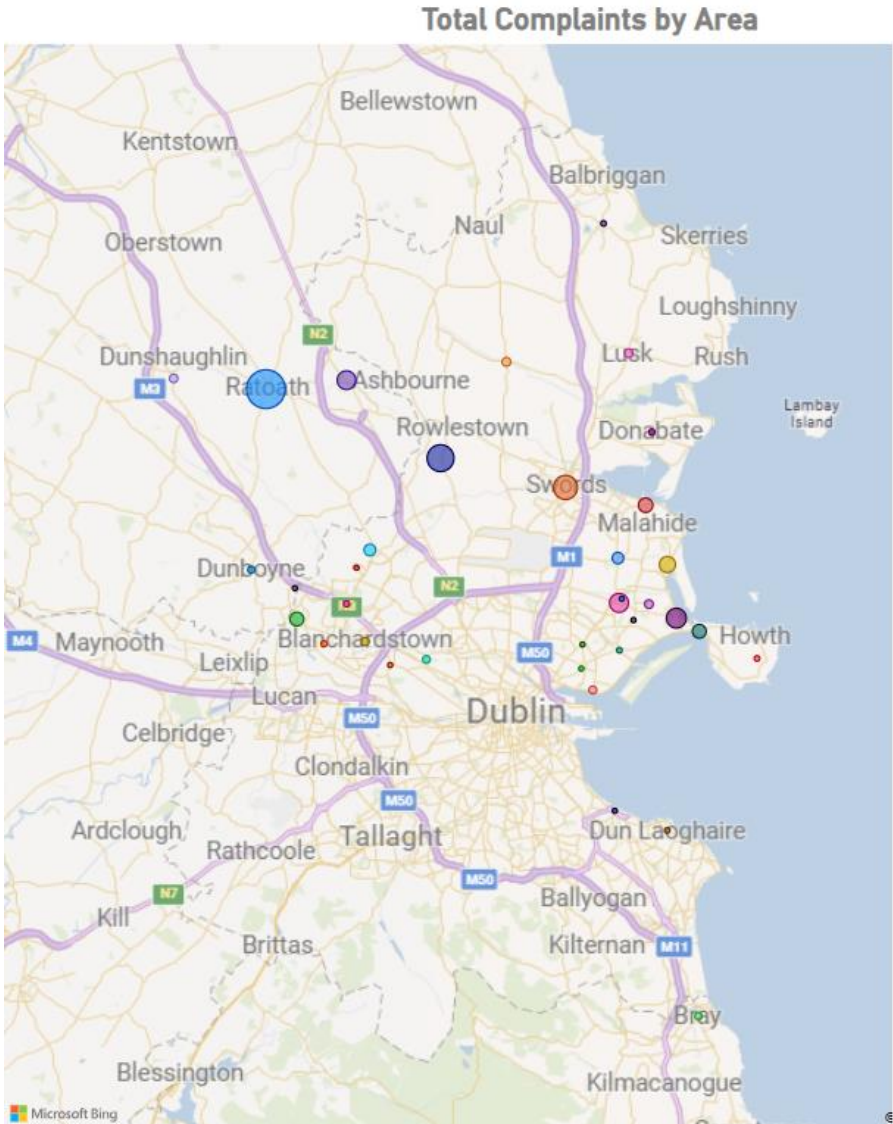 Total Complaints by Area
Bellewstown
Kentstown
Balbriggan
Naul
Skerries
Oberstown
Loughshinny
N2
Dunshaughlin
Lusk
Rush
M3
Ratoath
Ashbourne
Lambay
Island
Rowlestown
Donabate
Swords
Malahide
M1
Dunboyne
N2
M4
Maynooth
Blanchardstown
Howth
Leixlip
M50
Lucan
Dublin
M50
Celbridge
Clondalkin
M50
Ardclough
Tallaght
Dun Laoghaire
Rathcoole
M50
N7
Ballyogan
Kill
Brittas
Kilternan
M11
Bray
Blessington
Kilmacanogue
Microsoft Bing
©